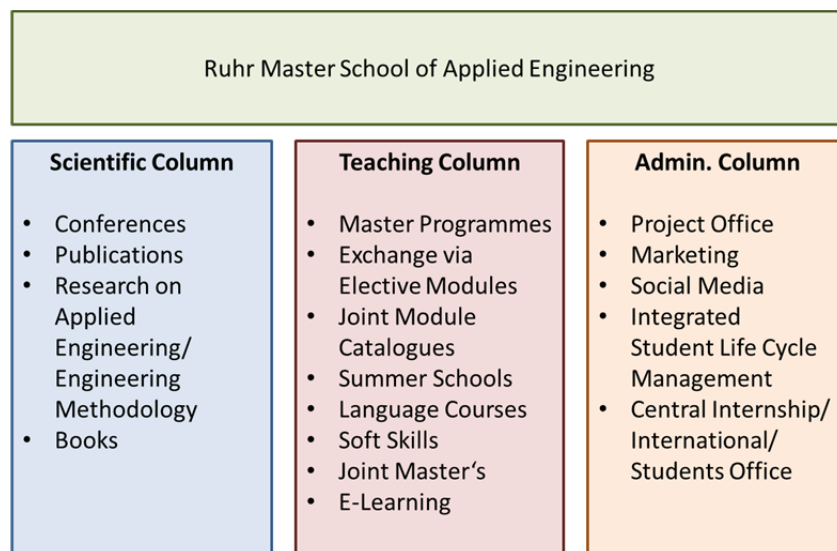 Ruhr Master School of Applied Engineering
Scientific Column
• Conferences
• Publications
• Research on
Applied
Engineering/
Engineering
Methodology
• Books
Teaching Column
• Master Programmes
• Exchange via
Elective Modules
• Joint Module
Catalogues
• Summer Schools
• Language Courses
• Soft Skills
• Joint Master‘s
• E-Learning
Admin. Column
• Project Office
• Marketing
• Social Media
• Integrated
Student Life Cycle
Management
• Central Internship/
International/
Students Office